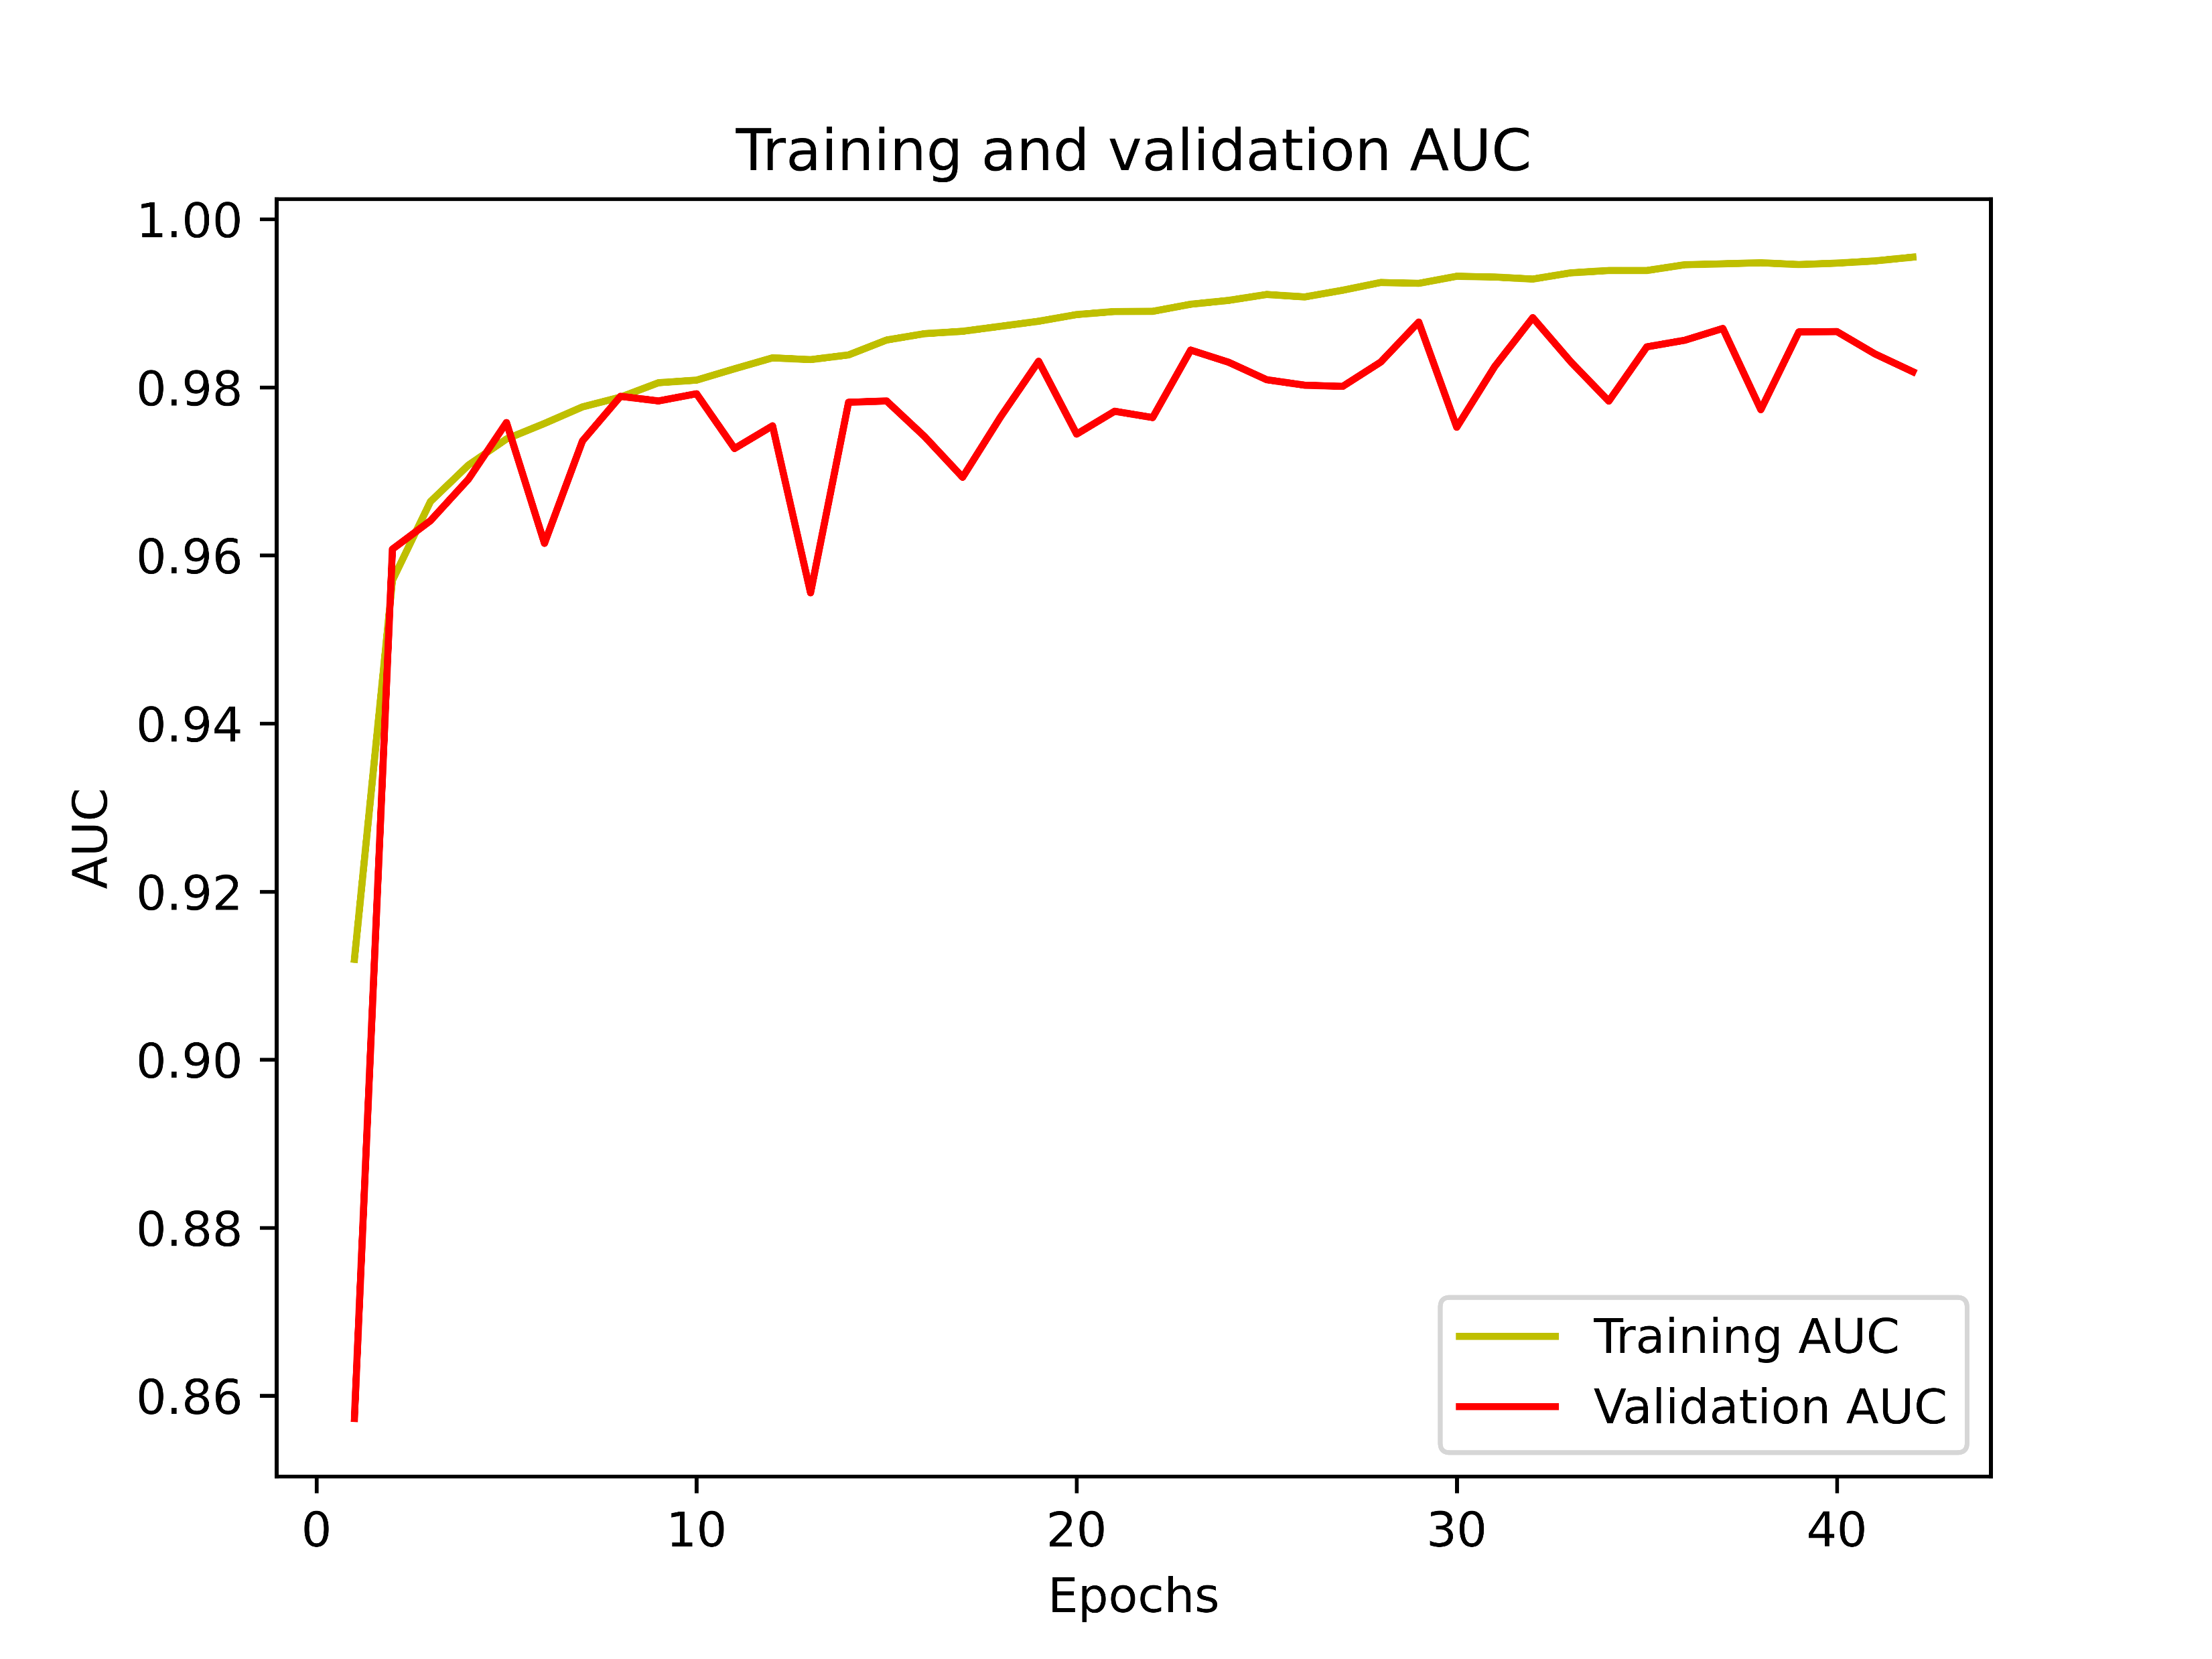 Training and validation AUC
1.00
0.98
0.96
0.94
0.92
0.90
0.88
0.86
AUC
Training AUC
Validation AUC
0 10 20 30 40
Epochs